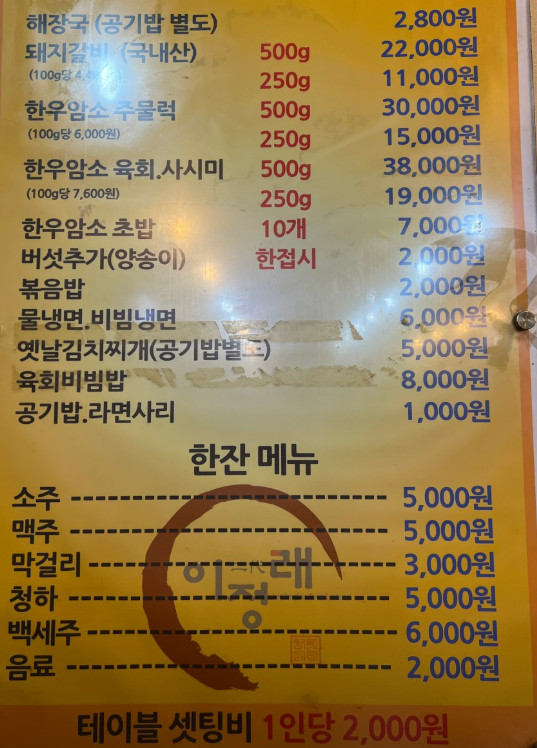 해장국 (공기밥 별도) 2,800원
돼지갈비 (국내산) 500g 22,000원
(100g당 250g 11,000원
한우암소 주물럭 500g 30,000원
(100g당 6,000원) 250g 15,000원
한우암소 육회.사시미 500g 38,000원
(100g당 7,600원) 250g 19,000원
한우암소 초밥 10개 7,000원
버섯추가(양송이) 한접시 2,000원
볶음밥 2,000원
물냉면.비빔냉면 6,000원
옛날김치찌개(공기밥별도) 5,000원
육회비빔밥 8,000원
공기밥.라면사리 1,000원
한잔 메뉴
소주 ---------------------------- 5,000원
맥주 ---------------------------- 5,000원
막걸리 -------------------------- 3,000원
청하 ---------------------------- 5,000원
백세주 -------------------------- 6,000원
음료 ---------------------------- 2,000원
이정래
테이블 셋팅비 1인당 2,000원